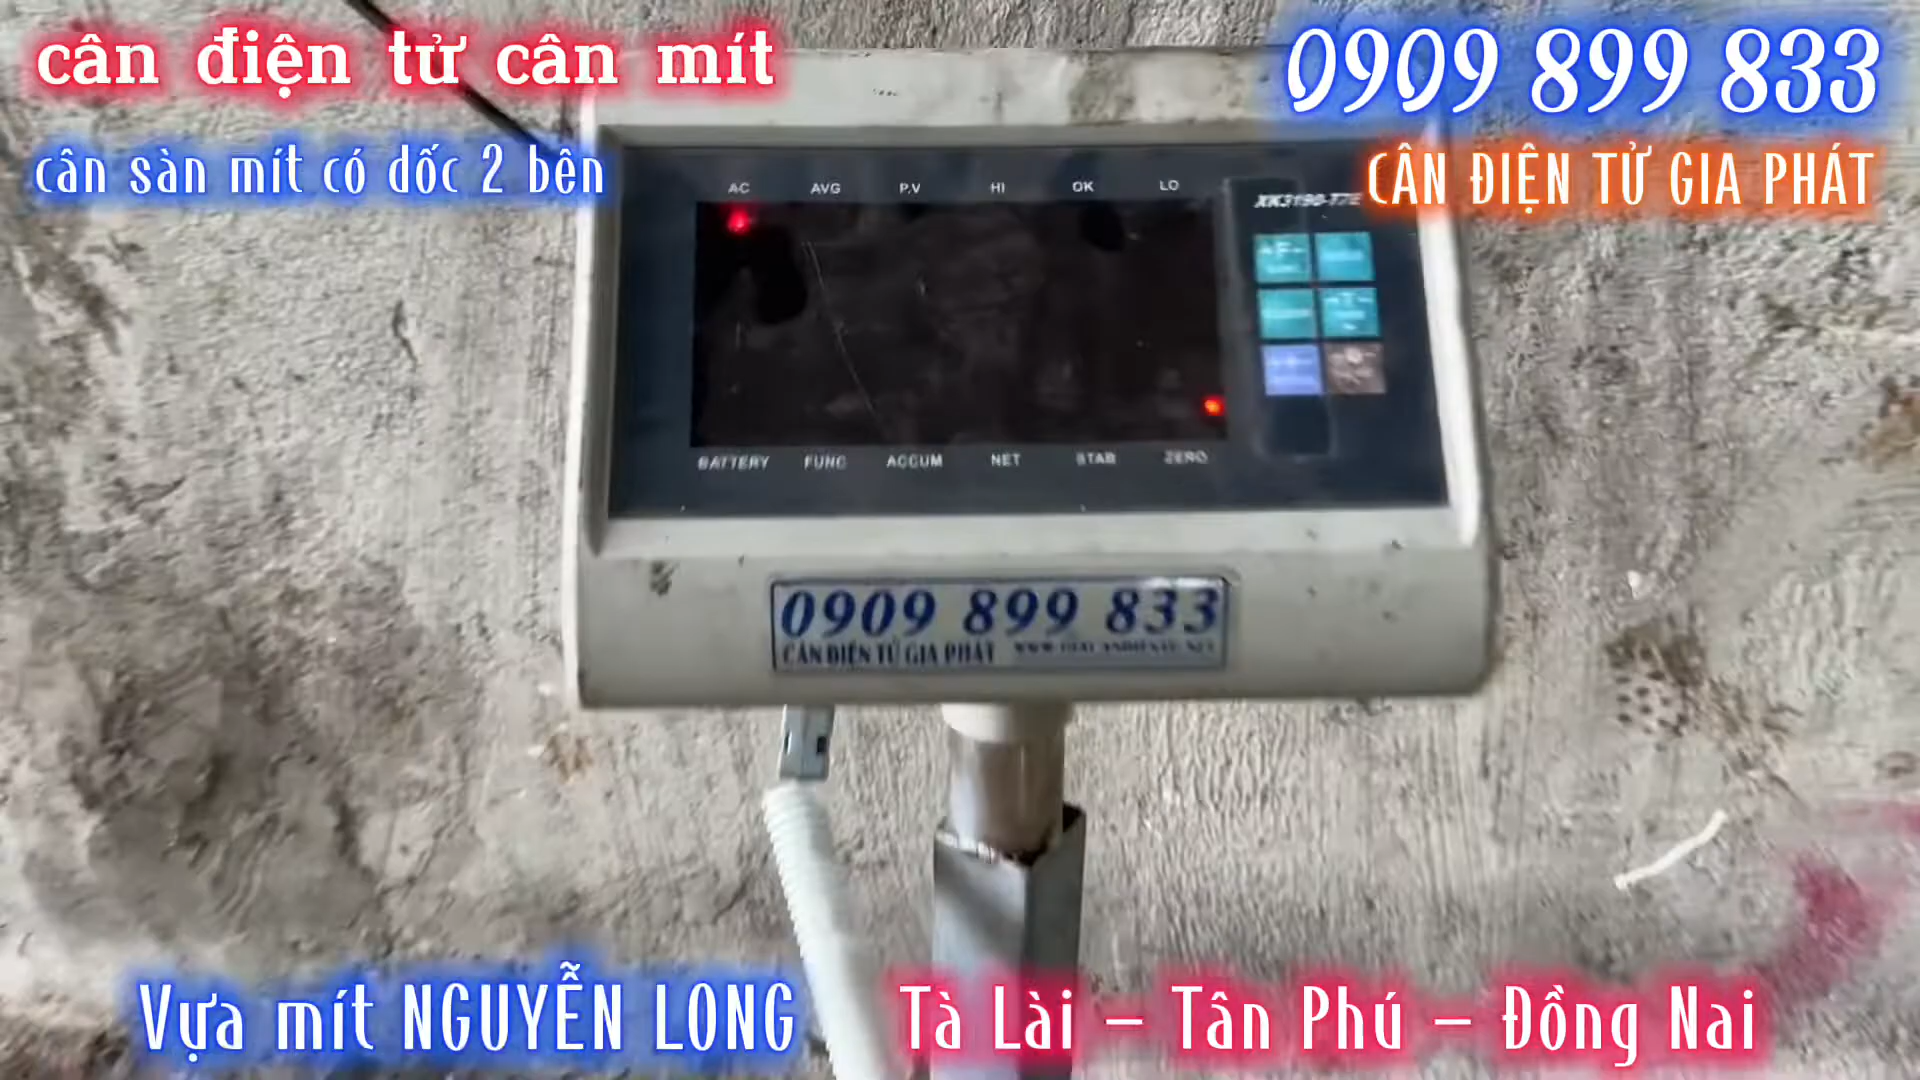 cân điện tử cân mít
0909 899 833
cân sàn mít có dốc 2 bên
CÂN ĐIỆN TỬ GIA PHÁT
AC AVG P.V HI OK LO
XK3190-T7E
BATTERY FUNC ACCUM NET STAB ZERO
0909 899 833
CÂN ĐIỆN TỬ GIA PHÁT
Vựa mít NGUYỄN LONG
Tà Lài – Tân Phú – Đồng Nai